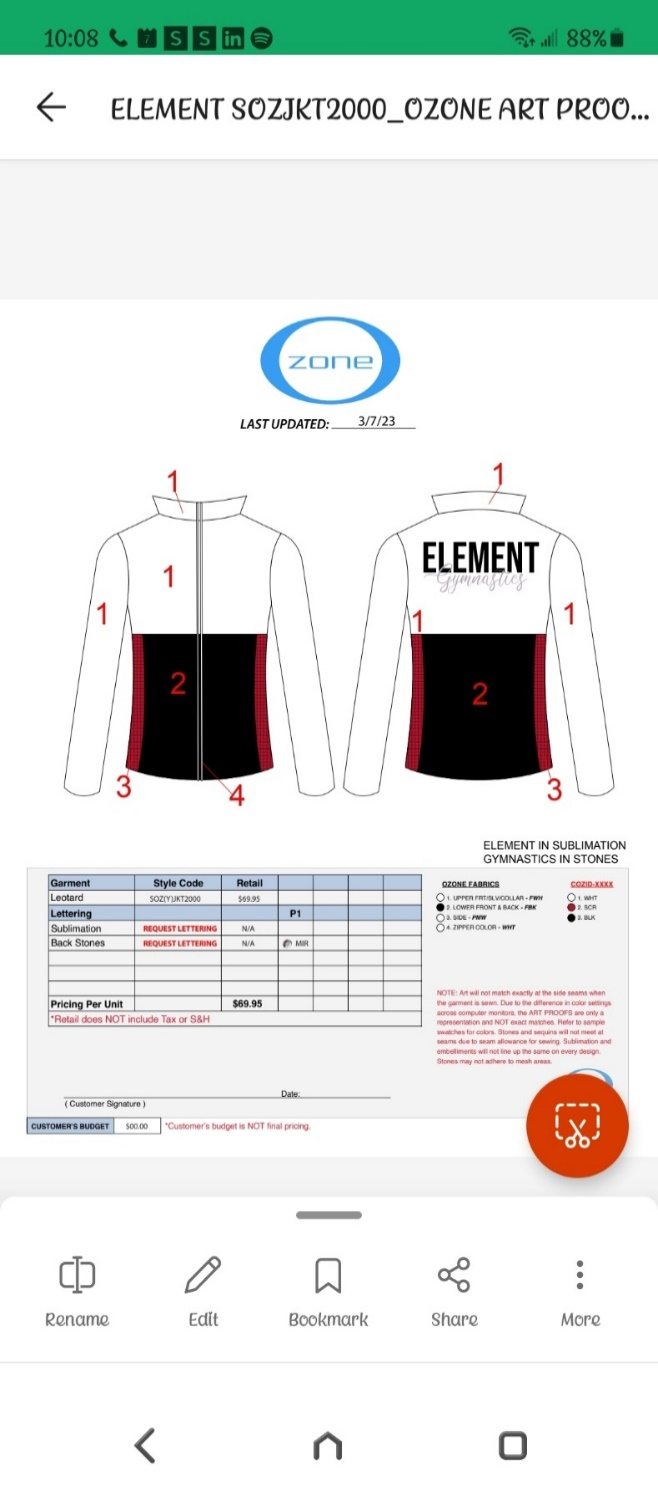 10:08
7 S S in
88%
ELEMENT SOZJKT2000_OZONE ART PROO...
zone
LAST UPDATED: 3/7/23
1
1
1
2
3
4
1
ELEMENT
Gymnastics
1
1
2
3
ELEMENT IN SUBLIMATION
GYMNASTICS IN STONES
Garment Style Code Retail
Leotard SOZ(Y)JKT2000 $69.95
Lettering P1
Sublimation REQUEST LETTERING N/A
Back Stones REQUEST LETTERING N/A MIR
Pricing Per Unit $69.95
*Retail does NOT include Tax or S&H
OZONE FABRICS COZID-XXXX
1. UPPER FRT/SLV/COLLAR - FWH 1. WHT
2. LOWER FRONT & BACK - FBK 2. SCR
3. SIDE - PMW 3. BLK
4. ZIPPER COLOR - WHT
NOTE: Art will not match exactly at the side seams when
the garment is sewn. Due to the difference in color settings
across computer monitors, the ART PROOFS are only a
representation and NOT exact matches. Refer to sample
swatches for colors. Stones and sequins will not meet at
seams due to seam allowance for sewing. Sublimation and
embellments will not line up the same on every design.
Stones may not adhere to mesh areas.
Date:
( Customer Signature )
CUSTOMER'S BUDGET $00.00 *Customer's budget is NOT final pricing.
Rename Edit Bookmark Share More